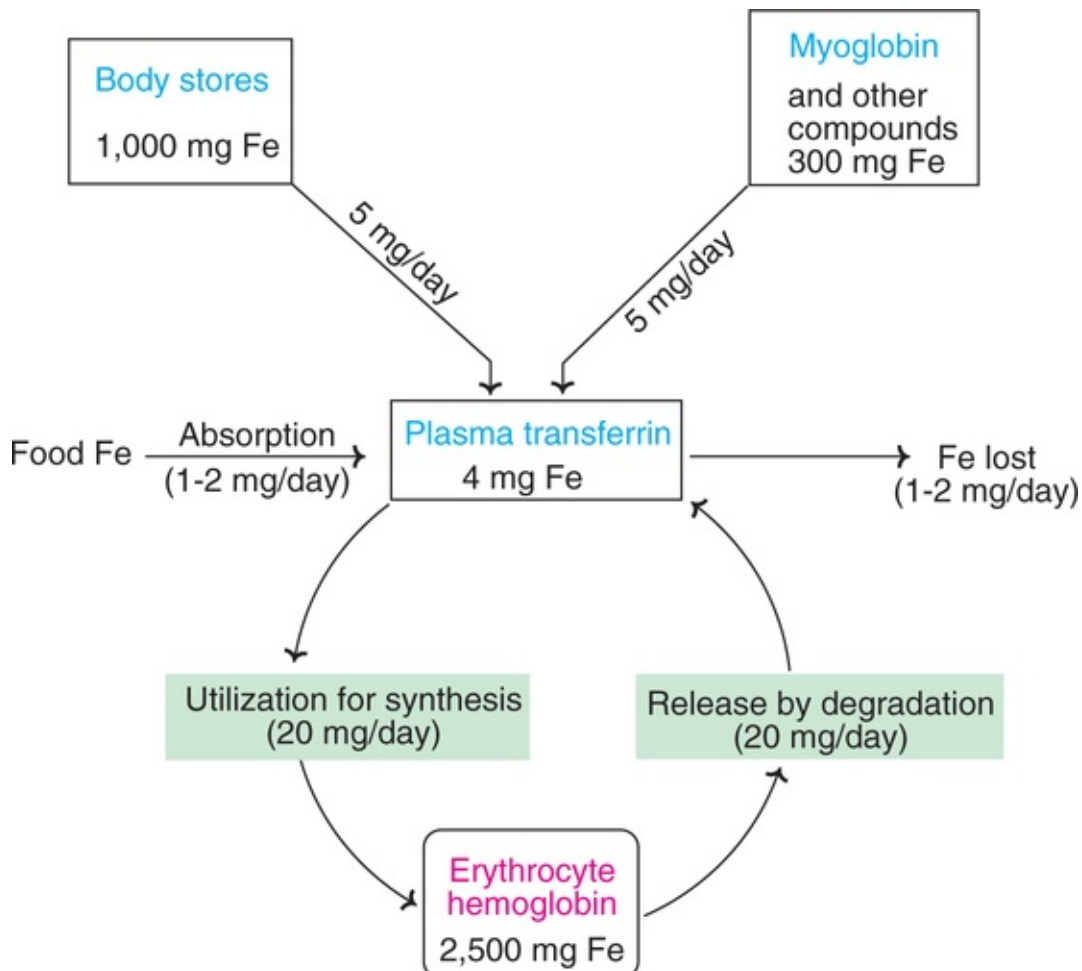 Body stores
1,000 mg Fe
Myoglobin
and other
compounds
300 mg Fe
5 mg/day
5 mg/day
Food Fe
Absorption
(1-2 mg/day)
Plasma transferrin
4 mg Fe
Fe lost
(1-2 mg/day)
Utilization for synthesis
(20 mg/day)
Release by degradation
(20 mg/day)
Erythrocyte
hemoglobin
2,500 mg Fe